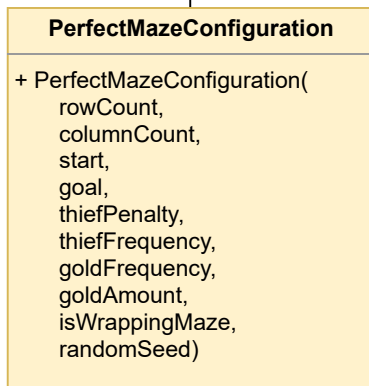 PerfectMazeConfiguration
+ PerfectMazeConfiguration(
rowCount,
columnCount,
start,
goal,
thiefPenalty,
thiefFrequency,
goldFrequency,
goldAmount,
isWrappingMaze,
randomSeed)